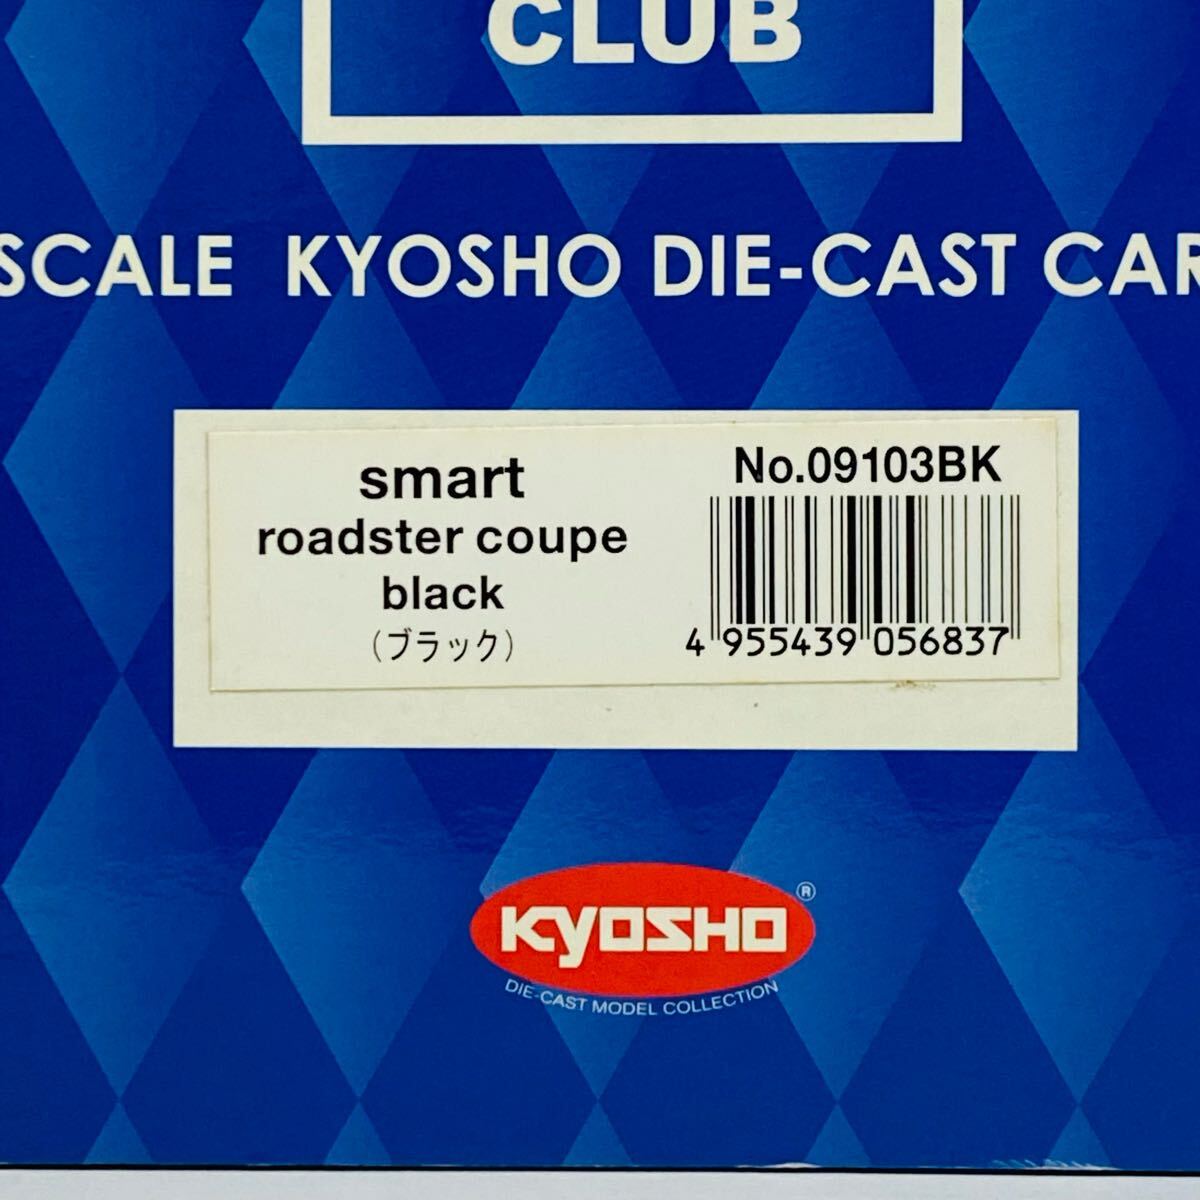 CLUB
SCALE KYOSHO DIE-CAST CAR
smart
roadster coupe
black
（ブラック）
No.09103BK
4 955439 056837
KYOSHO ®
DIE-CAST MODEL COLLECTION